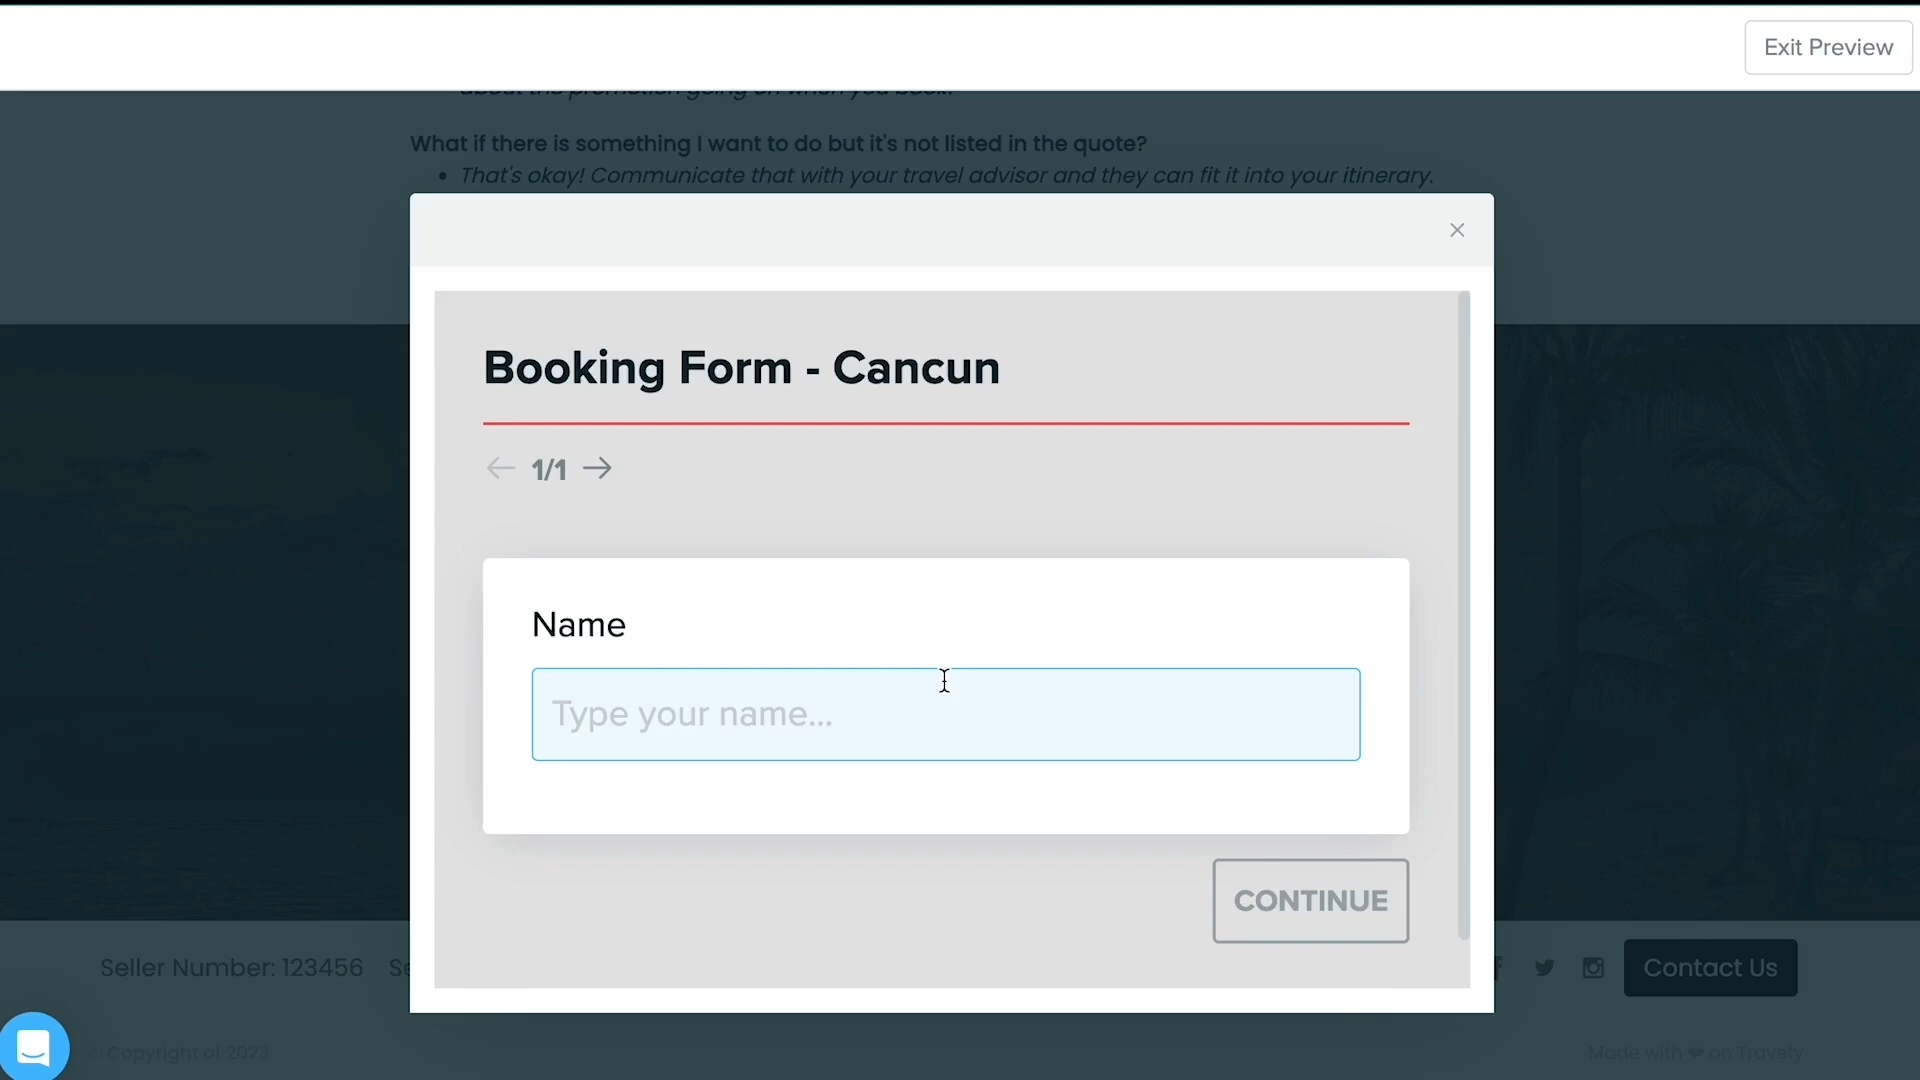 Exit Preview
about the promotion going on when you book.
What if there is something I want to do but it's not listed in the quote?
• That's okay! Communicate that with your travel advisor and they can fit it into your itinerary.
Booking Form - Cancun
1/1
Name
Type your name...
CONTINUE
Seller Number: 123456 Se
Contact Us
© Copyright of 2023
Made with ❤ on Travefy